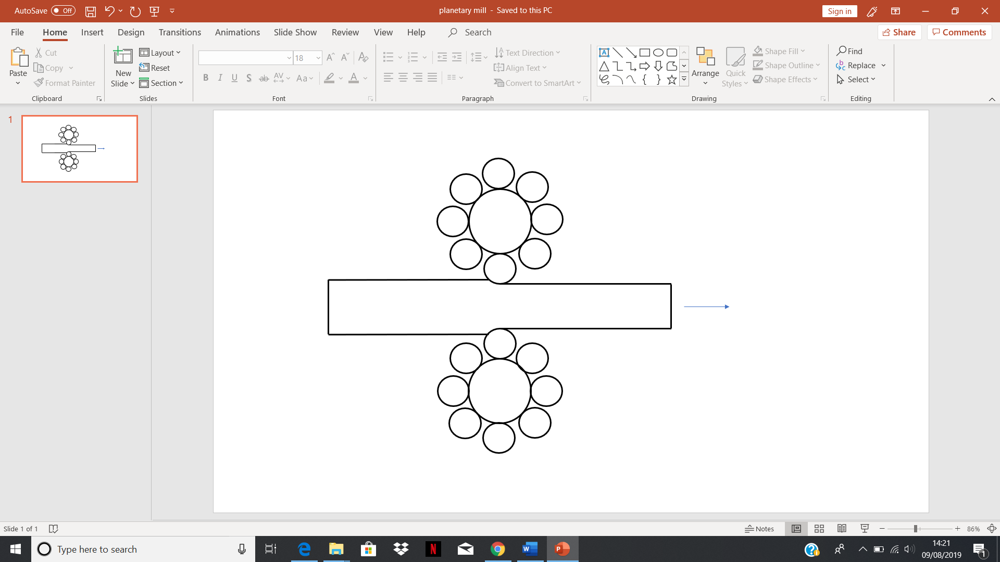 AutoSave Off planetary mill - Saved to this PC Sign in
File Home Insert Design Transitions Animations Slide Show Review View Help Search Share Comments
Paste
Cut
Copy
Format Painter
Clipboard
New
Slide
Layout
Reset
Section
Slides
18
B I U S ab AV Aa A
Font
Text Direction
Align Text
Convert to SmartArt
Paragraph
Arrange
Quick
Styles
Shape Fill
Shape Outline
Shape Effects
Drawing
Find
Replace
Select
Editing
1
Slide 1 of 1 Notes 86%
Type here to search
14:21
09/08/2019
1